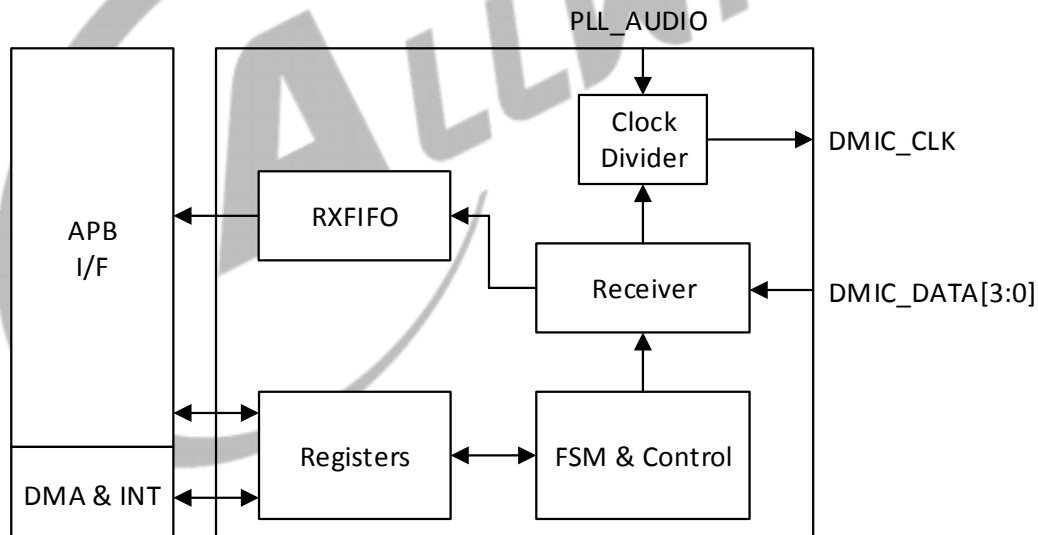 PLL_AUDIO
Clock
Divider
DMIC_CLK
RXFIFO
APB
I/F
Receiver
DMIC_DATA[3:0]
Registers
FSM & Control
DMA & INT